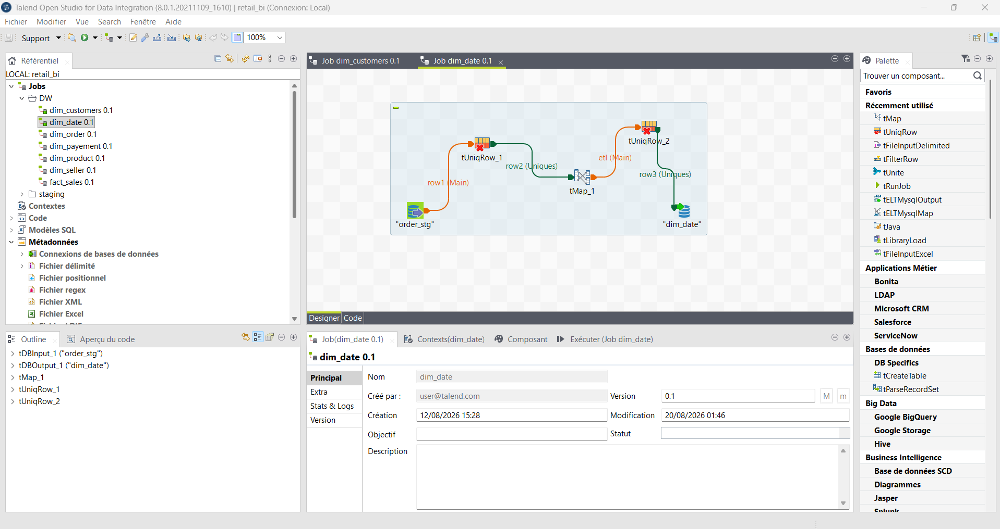 Talend Open Studio for Data Integration (8.0.1.20211109_1610) | retail_bi (Connexion: Local)
Fichier Modifier Vue Search Fenêtre Aide
Support 100%
Référentiel
LOCAL: retail_bi
Jobs
DW
dim_customers 0.1
dim_date 0.1
dim_order 0.1
dim_payement 0.1
dim_product 0.1
dim_seller 0.1
fact_sales 0.1
staging
Contextes
Code
Modèles SQL
Métadonnées
Connexions de bases de données
Fichier délimité
Fichier positionnel
Fichier regex
Fichier XML
Fichier Excel
Job dim_customers 0.1 Job dim_date 0.1
tUniqRow_2
tUniqRow_1
etl (Main)
row2 (Uniques)
row3 (Uniques)
row1 (Main)
tMap_1
"order_stg"
"dim_date"
Designer Code
Palette
Trouver un composant...
Favoris
Récemment utilisé
tMap
tUniqRow
tFileInputDelimited
tFilterRow
tUnite
tRunJob
tELTMysqlOutput
tELTMysqlMap
tJava
tLibraryLoad
tFileInputExcel
Applications Métier
Bonita
LDAP
Microsoft CRM
Salesforce
ServiceNow
Bases de données
DB Specifics
tCreateTable
tParseRecordSet
Big Data
Google BigQuery
Google Storage
Hive
Business Intelligence
Base de données SCD
Diagrammes
Jasper
Splunk
Outline Aperçu du code
tDBInput_1 ("order_stg")
tDBOutput_1 ("dim_date")
tMap_1
tUniqRow_1
tUniqRow_2
Job(dim_date 0.1) Contexts(dim_date) Composant Exécuter (Job dim_date)
dim_date 0.1
Principal
Extra
Stats & Logs
Version
Nom dim_date
Créé par : user@talend.com Version 0.1 M m
Création 12/08/2026 15:28 Modification 20/08/2026 01:46
Objectif Statut
Description